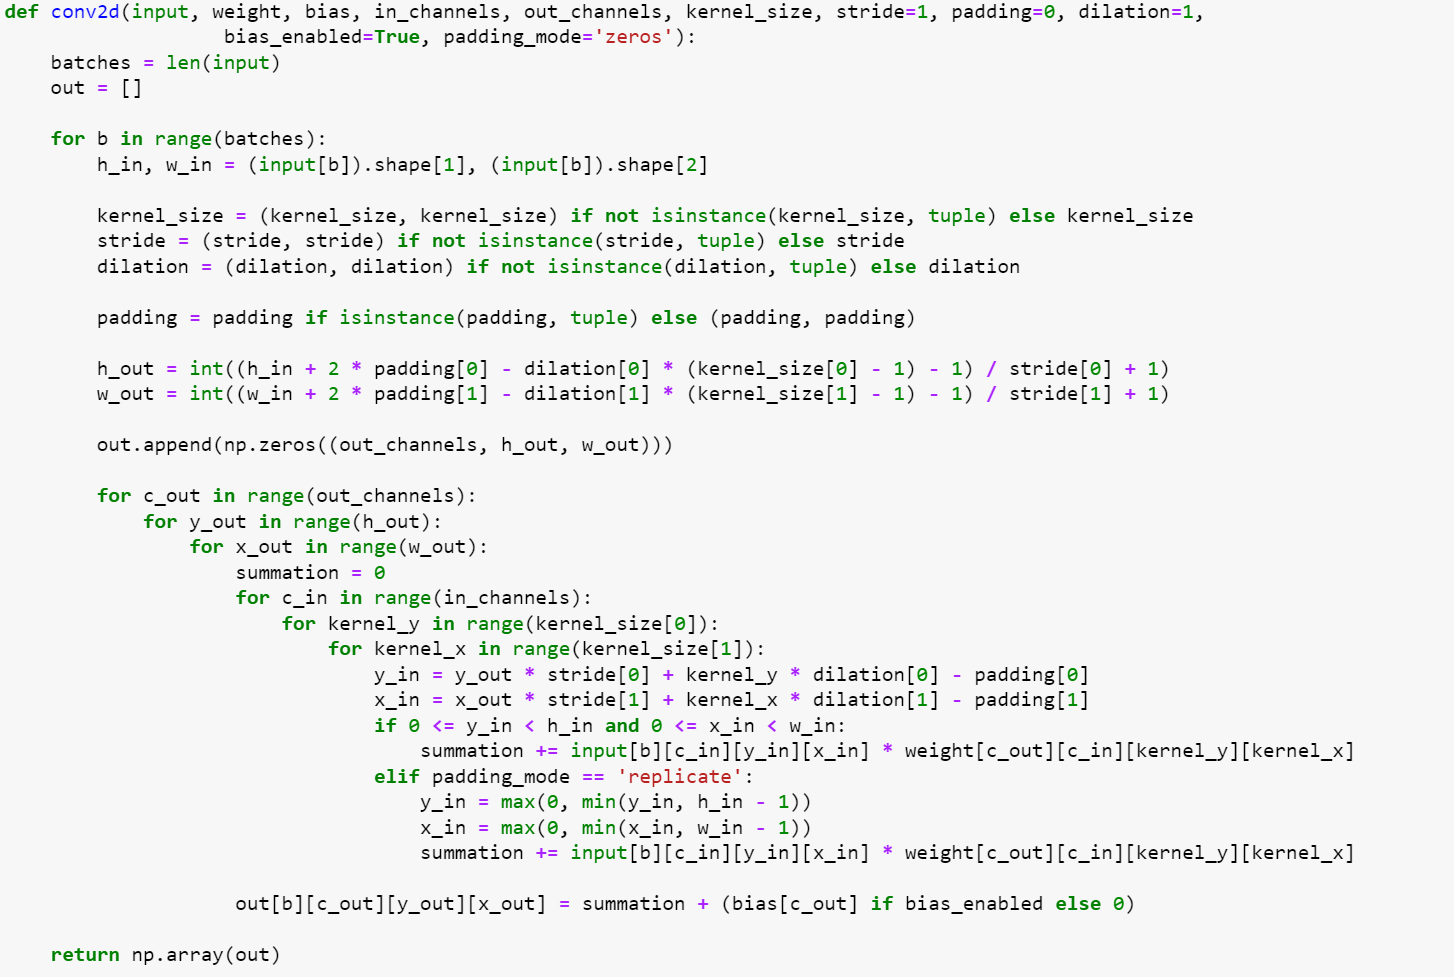 def conv2d(input, weight, bias, in_channels, out_channels, kernel_size, stride=1, padding=0, dilation=1,
                   bias_enabled=True, padding_mode='zeros'):
    batches = len(input)
    out = []

    for b in range(batches):
        h_in, w_in = (input[b]).shape[1], (input[b]).shape[2]

        kernel_size = (kernel_size, kernel_size) if not isinstance(kernel_size, tuple) else kernel_size
        stride = (stride, stride) if not isinstance(stride, tuple) else stride
        dilation = (dilation, dilation) if not isinstance(dilation, tuple) else dilation

        padding = padding if isinstance(padding, tuple) else (padding, padding)

        h_out = int((h_in + 2 * padding[0] - dilation[0] * (kernel_size[0] - 1) - 1) / stride[0] + 1)
        w_out = int((w_in + 2 * padding[1] - dilation[1] * (kernel_size[1] - 1) - 1) / stride[1] + 1)

        out.append(np.zeros((out_channels, h_out, w_out)))

        for c_out in range(out_channels):
            for y_out in range(h_out):
                for x_out in range(w_out):
                    summation = 0
                    for c_in in range(in_channels):
                        for kernel_y in range(kernel_size[0]):
                            for kernel_x in range(kernel_size[1]):
                                y_in = y_out * stride[0] + kernel_y * dilation[0] - padding[0]
                                x_in = x_out * stride[1] + kernel_x * dilation[1] - padding[1]
                                if 0 <= y_in < h_in and 0 <= x_in < w_in:
                                    summation += input[b][c_in][y_in][x_in] * weight[c_out][c_in][kernel_y][kernel_x]
                                elif padding_mode == 'replicate':
                                    y_in = max(0, min(y_in, h_in - 1))
                                    x_in = max(0, min(x_in, w_in - 1))
                                    summation += input[b][c_in][y_in][x_in] * weight[c_out][c_in][kernel_y][kernel_x]

                    out[b][c_out][y_out][x_out] = summation + (bias[c_out] if bias_enabled else 0)

    return np.array(out)